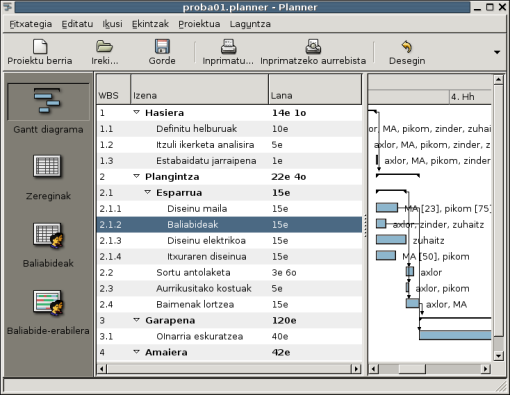 proba01.planner - Planner
Fitxategia Editatu Ikusi Ekintzak Proiektua Laguntza
Proiektu berria Ireki... Gorde Inprimatu... Inprimatzeko aurrebista Desegin
Gantt diagrama
Zereginak
Baliabideak
Baliabide-erabilera
WBS Izena Lana
4. Hh
1 Hasiera 14e 1o
1.1 Definitu helburuak 10e
MA, pikom, zinder, zuhai
1.2 Itzuli ikerketa analisira 5e axlor, MA, pikom, zinder, z
1.3 Estabaidatu jarraipena 1e axlor, MA, pikom, zinder
2 Plangintza 22e 4o
2.1 Esparrua 15e
2.1.1 Diseinu maila 15e MA [23], pikom [75]
2.1.2 Baliabideak 15e axlor, zinder, zuhaitz
2.1.3 Diseinu elektrikoa 15e zuhaitz
2.1.4 Itxuraren diseinua 15e MA [50], pikom
2.2 Sortu antolaketa 3e 6o axlor
2.3 Aurrikusitako kostuak 5e axlor, pikom
2.4 Baimenak lortzea 15e axlor, MA
3 Garapena 120e
3.1 OInarria eskuratzea 40e
4 Amaiera 42e